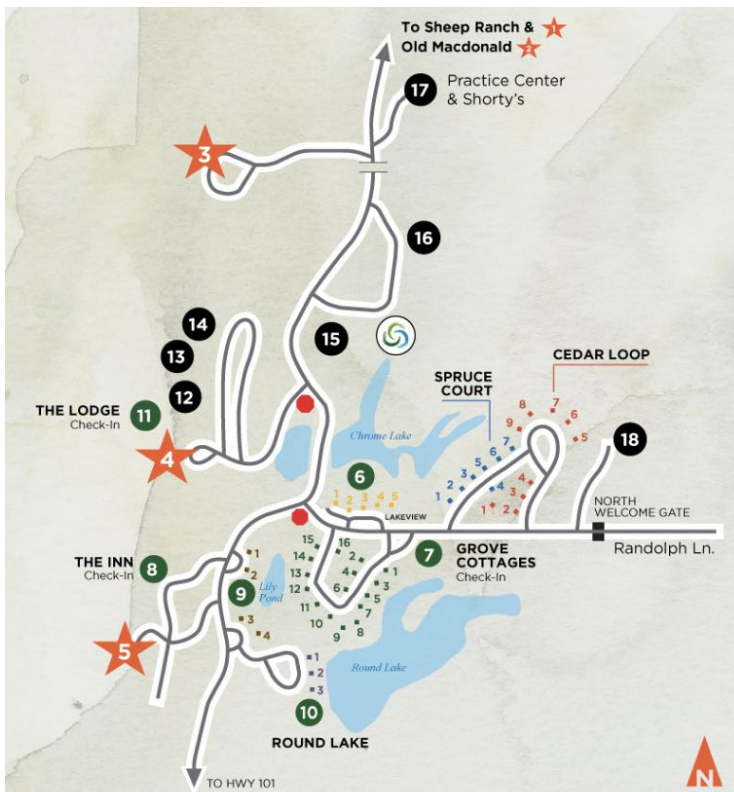 To Sheep Ranch & 1
Old Macdonald 2
17 Practice Center
& Shorty's
3
16
14
15
13
CEDAR LOOP
SPRUCE
COURT
12
THE LODGE
Check-In
11
4
Chrome Lake
8
7
9
6
5
18
7
6
5
3
2
1
4
4
3
1
2
6
1
2
3
4
5
LAKEVIEW
NORTH
WELCOME GATE
Randolph Ln.
7
GROVE
COTTAGES
Check-In
THE INN
Check-In
8
1
2
9
Lily
Pond
3
4
15
16
14
2
13
4
1
12
6
3
11
5
10
7
9
8
5
Round Lake
1
2
3
10
ROUND LAKE
TO HWY 101
N